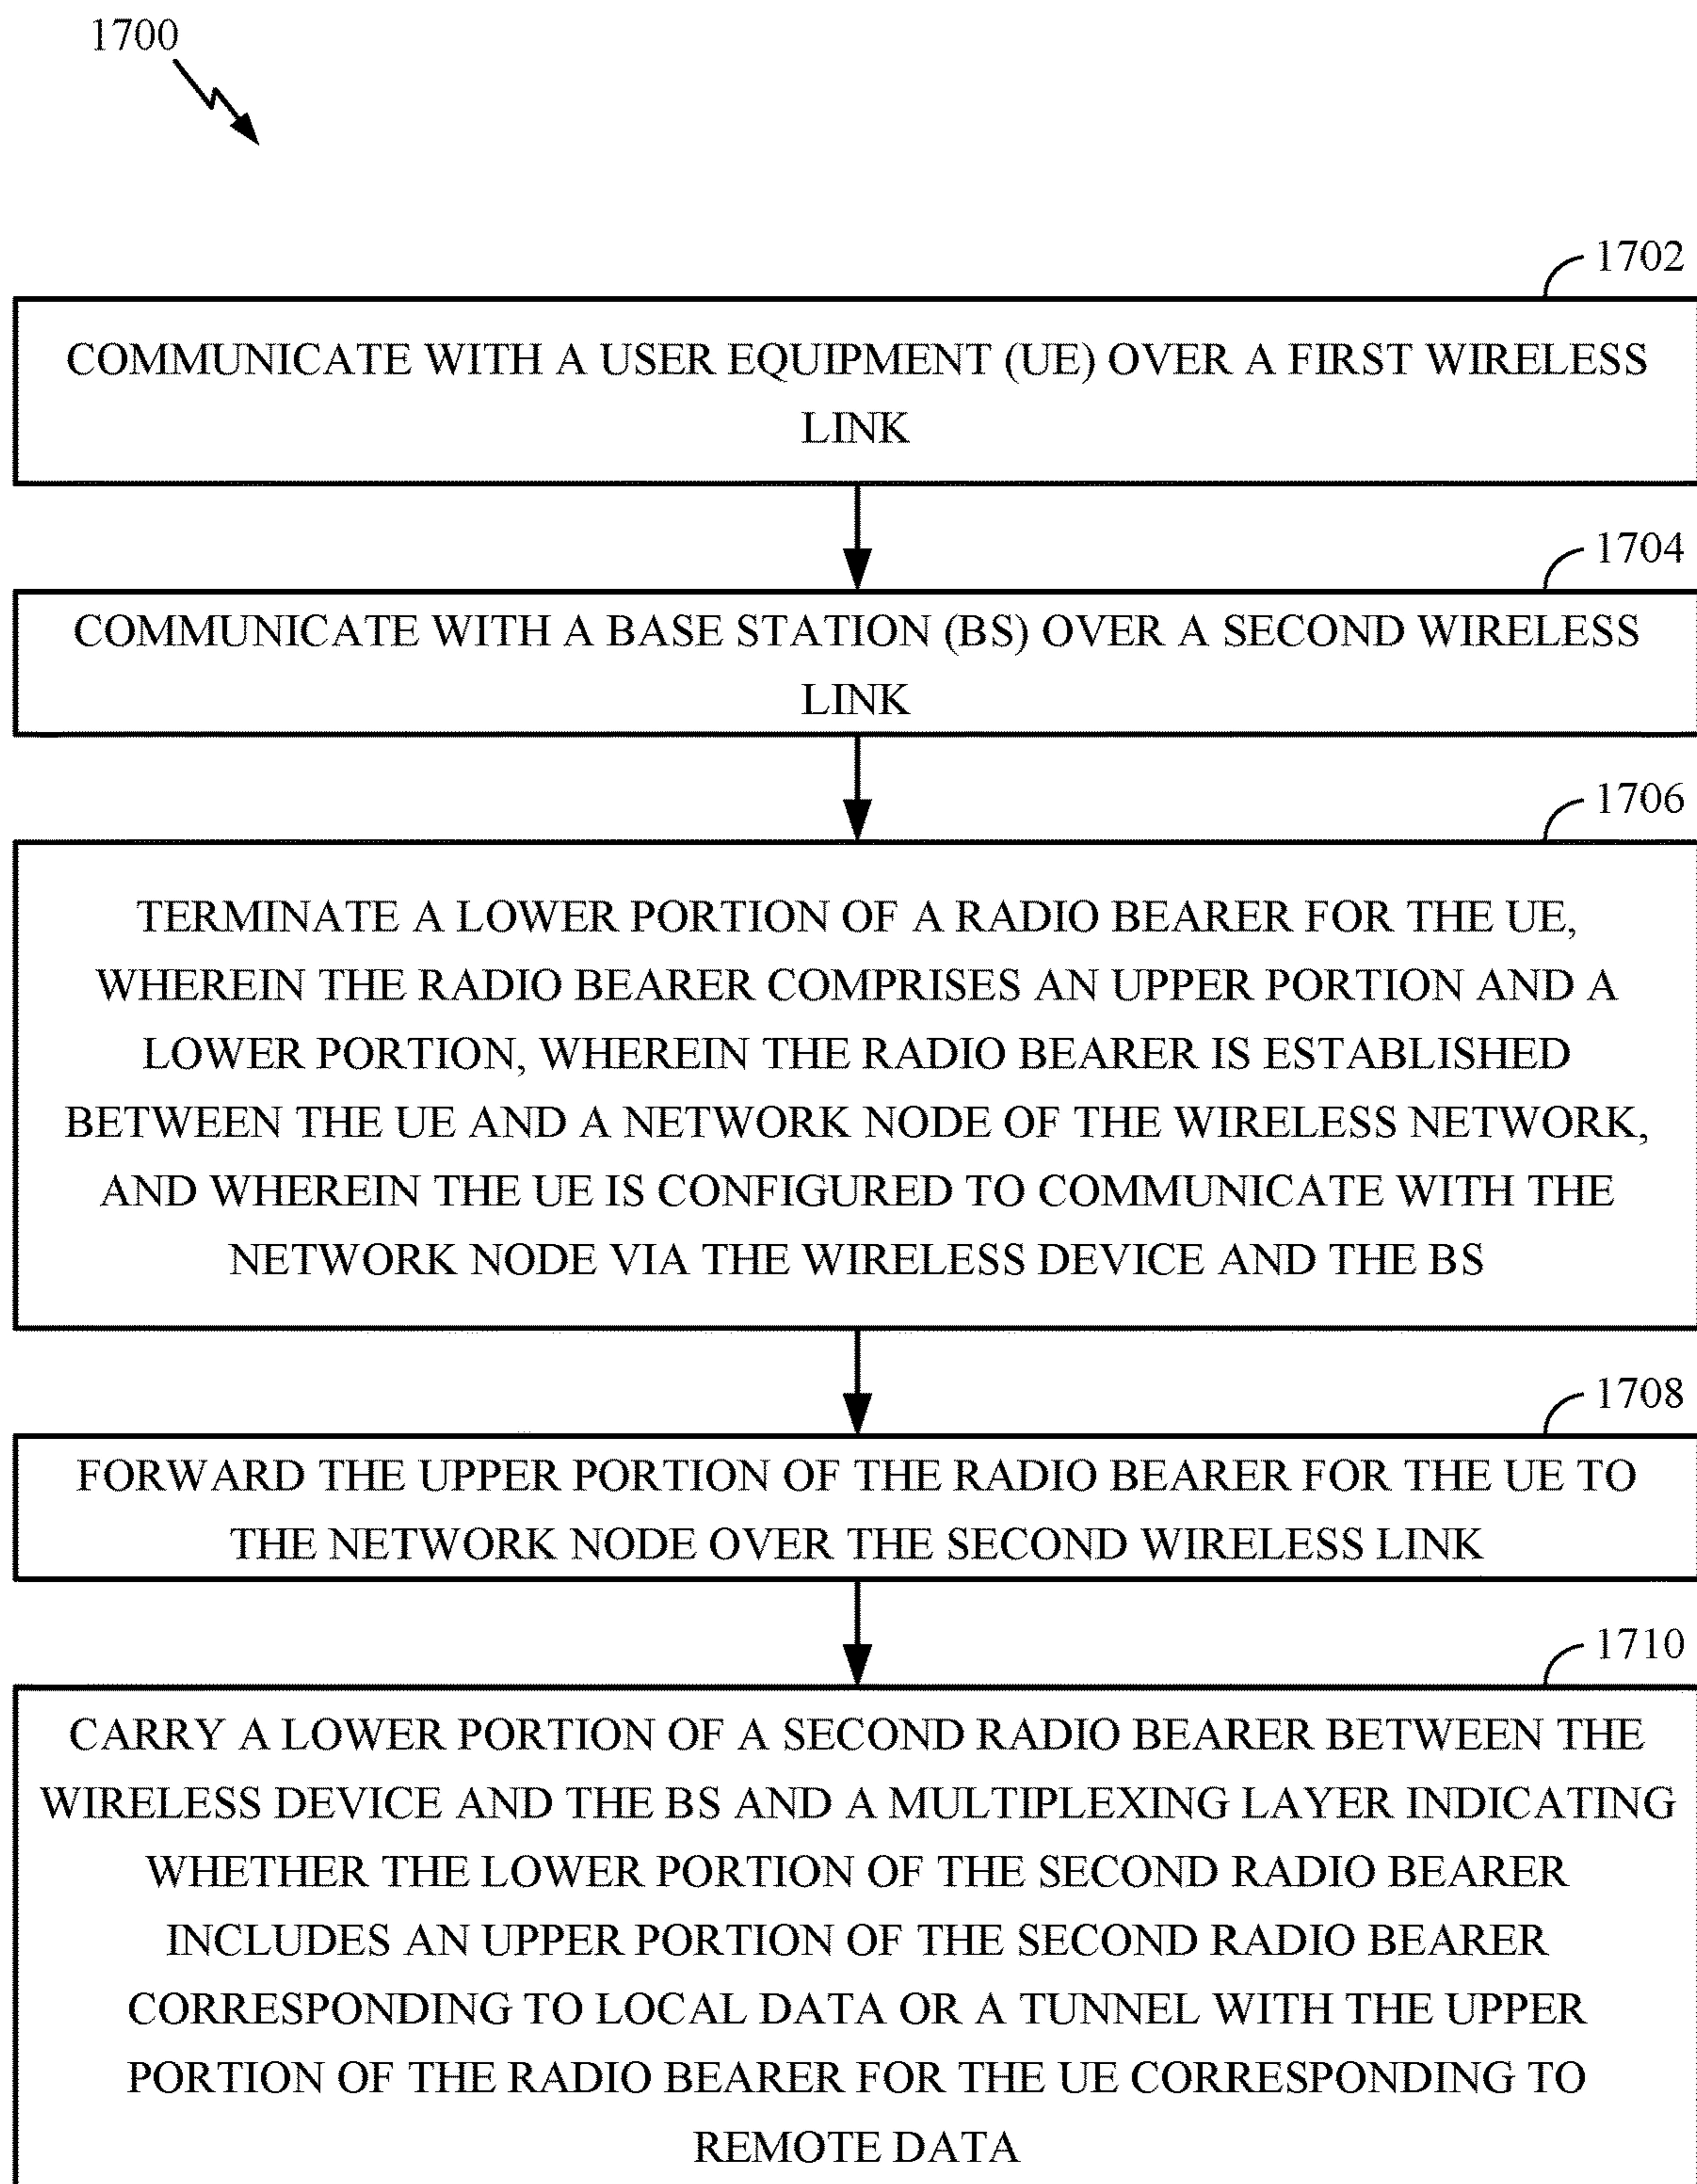 1700
1702
COMMUNICATE WITH A USER EQUIPMENT (UE) OVER A FIRST WIRELESS
LINK
1704
COMMUNICATE WITH A BASE STATION (BS) OVER A SECOND WIRELESS
LINK
1706
TERMINATE A LOWER PORTION OF A RADIO BEARER FOR THE UE,
WHEREIN THE RADIO BEARER COMPRISES AN UPPER PORTION AND A
LOWER PORTION, WHEREIN THE RADIO BEARER IS ESTABLISHED
BETWEEN THE UE AND A NETWORK NODE OF THE WIRELESS NETWORK,
AND WHEREIN THE UE IS CONFIGURED TO COMMUNICATE WITH THE
NETWORK NODE VIA THE WIRELESS DEVICE AND THE BS
1708
FORWARD THE UPPER PORTION OF THE RADIO BEARER FOR THE UE TO
THE NETWORK NODE OVER THE SECOND WIRELESS LINK
1710
CARRY A LOWER PORTION OF A SECOND RADIO BEARER BETWEEN THE
WIRELESS DEVICE AND THE BS AND A MULTIPLEXING LAYER INDICATING
WHETHER THE LOWER PORTION OF THE SECOND RADIO BEARER
INCLUDES AN UPPER PORTION OF THE SECOND RADIO BEARER
CORRESPONDING TO LOCAL DATA OR A TUNNEL WITH THE UPPER
PORTION OF THE RADIO BEARER FOR THE UE CORRESPONDING TO
REMOTE DATA